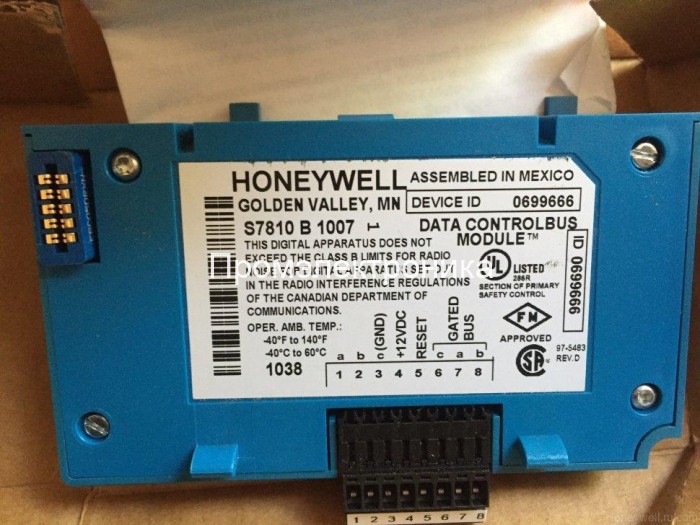 HONEYWELL
ASSEMBLED IN MEXICO
GOLDEN VALLEY, MN
DEVICE ID 0699666
S7810 B 1007 1
DATA CONTROLBUS
MODULE™
THIS DIGITAL APPARATUS DOES NOT
EXCEED THE LIMITS FOR RADIO
IN THE RADIO INTERFERENCE REGULATIONS
OF THE CANADIAN DEPARTMENT OF
COMMUNICATIONS.
Промэлектроника
UL
LISTED
286R
SECTION OF PRIMARY
SAFETY CONTROL
FM
APPROVED
97-5483
REV.D
OPER. AMB. TEMP.:
-40°F to 140°F
-40°C to 60°C
1038
a b c (GND) +12VDC RESET GATED BUS c a b
1 2 3 4 5 6 7 8
1 2 3 4 5 6 7 8